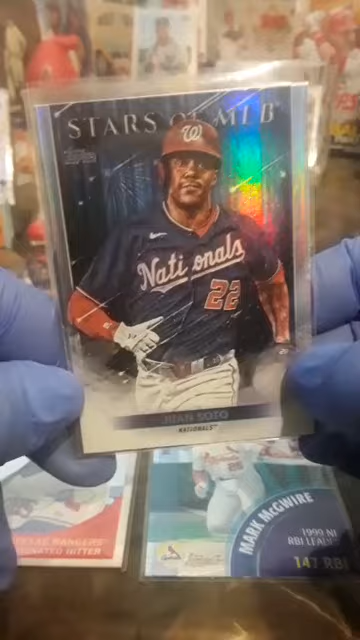 STARS OF MLB
TOPPS
W
Nationals
22
JUAN SOTO
NATIONALS
TEXAS RANGERS
DESIGNATED HITTER
MARK McGWIRE
1999 NL
RBI LEADER
147 RBI